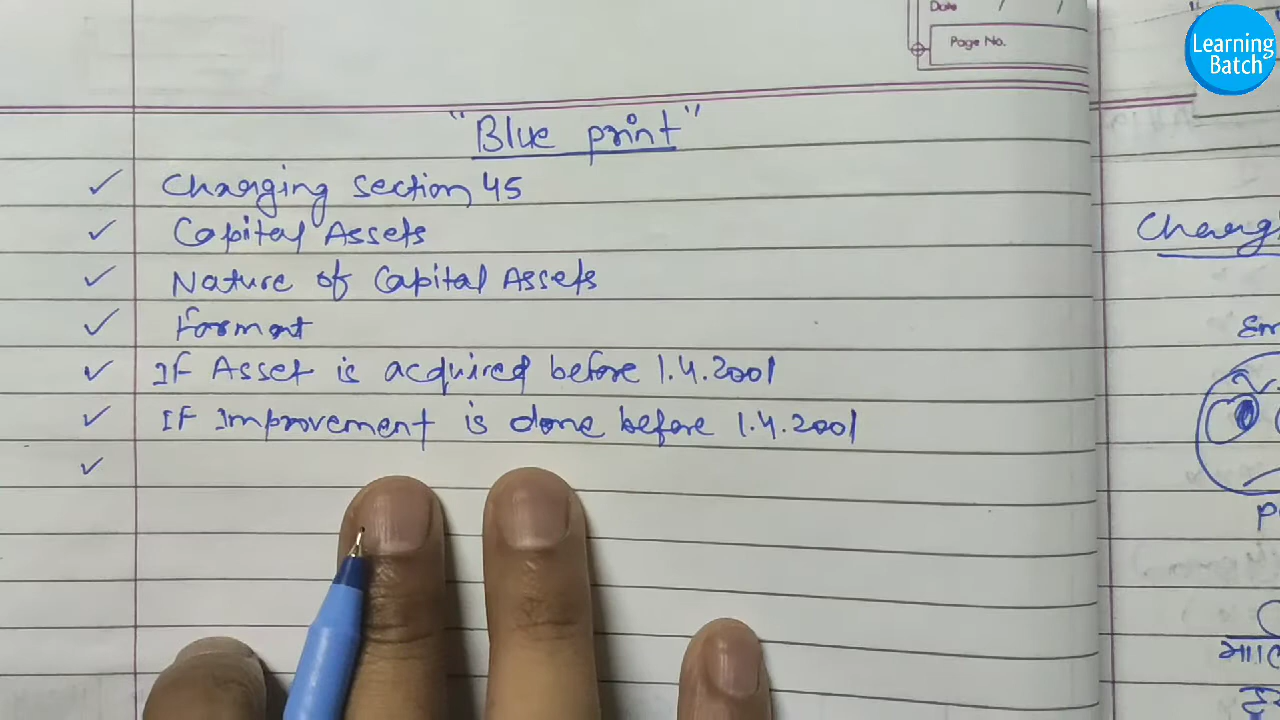 Date / /
Page No.
Learning
Batch
"Blue print"
✓ Charging section 45
✓ Capital Assets
✓ Nature of Capital Assets
✓ Format
✓ If Asset is acquired before 1.4.2001
✓ If Improvement is done before 1.4.2001
✓